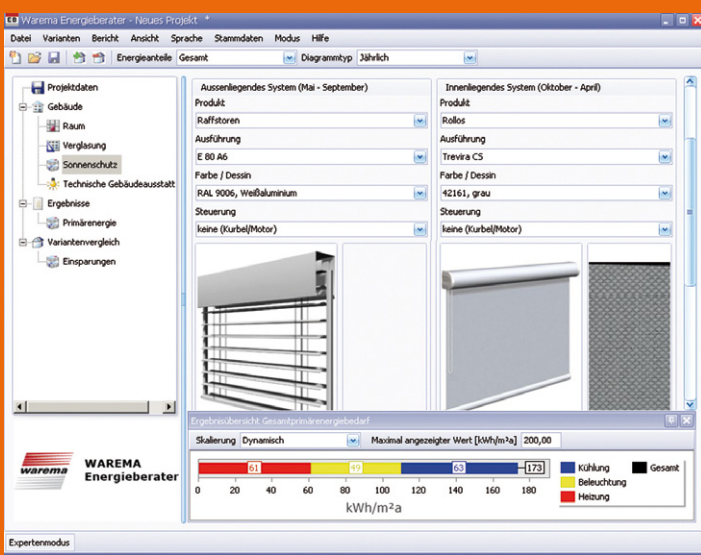 Warema Energieberater - Neues Projekt *
Datei Varianten Bericht Ansicht Sprache Stammdaten Modus Hilfe
Energieanteile Gesamt Diagrammtyp Jährlich
Projektdaten
Gebäude
Raum
Verglasung
Sonnenschutz
Technische Gebäudeausstatt
Ergebnisse
Primärenergie
Variantenvergleich
Einsparungen
Aussenliegendes System (Mai - September)
Produkt
Raffstoren
Ausführung
E 80 A6
Farbe / Dessin
RAL 9006, Weißaluminium
Steuerung
keine (Kurbel/Motor)
Innenliegendes System (Oktober - April)
Produkt
Rollos
Ausführung
Trevira CS
Farbe / Dessin
42161, grau
Steuerung
keine (Kurbel/Motor)
Ergebnisübersicht Gesamtprimärenergiebedarf
Skalierung Dynamisch Maximal angezeigter Wert [kWh/m²a] 200,00
61 49 63 173
0 20 40 60 80 100 120 140 160 180
kWh/m²a
Kühlung Gesamt
Beleuchtung
Heizung
warema
WAREMA
Energieberater
Expertenmodus